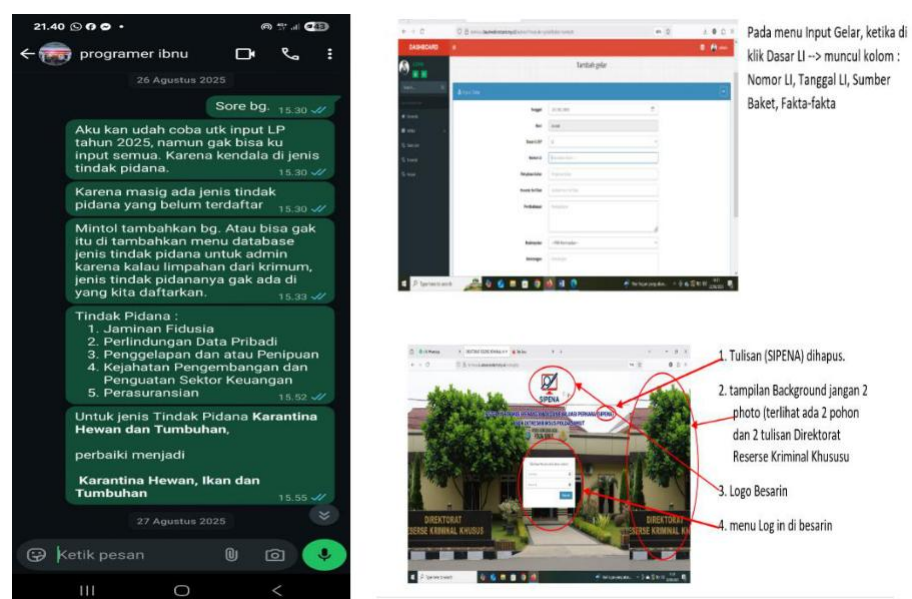 21.40
programer ibnu
26 Agustus 2025
Sore bg. 15.30
Aku kan udah coba utk input LP
tahun 2025, namun gak bisa ku
input semua. Karena kendala di jenis
tindak pidana. 15.30
Karena masig ada jenis tindak
pidana yang belum terdaftar 15.30
Mintol tambahkan bg. Atau bisa gak
itu di tambahkan menu database
jenis tindak pidana untuk admin
karena kalau limpahan dari krimum,
jenis tindak pidananya gak ada di
yang kita daftarkan. 15.33
Tindak Pidana :
1. Jaminan Fidusia
2. Perlindungan Data Pribadi
3. Penggelapan dan atau Penipuan
4. Kejahatan Pengembangan dan
Penguatan Sektor Keuangan
5. Perasuransian 15.52
Untuk jenis Tindak Pidana Karantina
Hewan dan Tumbuhan,
perbaiki menjadi
Karantina Hewan, Ikan dan
Tumbuhan 15.55
27 Agustus 2025
Ketik pesan
DASHBOARD
Tambah gelar
Pada menu Input Gelar, ketika di
klik Dasar LI --> muncul kolom :
Nomor LI, Tanggal LI, Sumber
Baket, Fakta-fakta
SIPENA
DIREKTORAT
RESERSE KRIMINAL KHUSUS
DIREKTORAT
1. Tulisan (SIPENA) dihapus.
2. tampilan Background jangan 2
photo (terlihat ada 2 pohon
dan 2 tulisan Direktorat
Reserse Kriminal Khususu
3. Logo Besarin
4. menu Log in di besarin